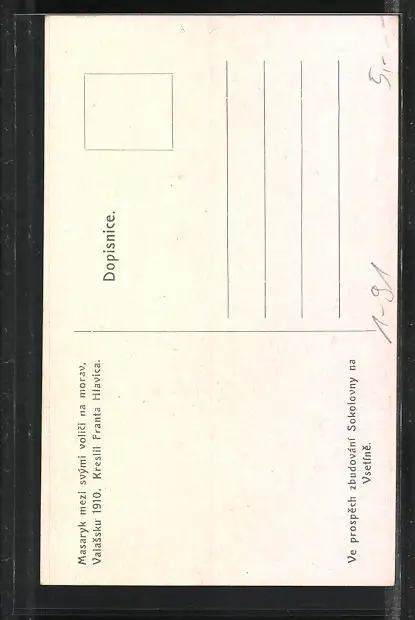 Masaryk mezi svými voliči na morav.
Valašsku 1910. Kreslil Franta Hlavica.
Dopisnice.
Ve prospěch zbudování Sokolovny na
Vsetíně.
1-91
5,-